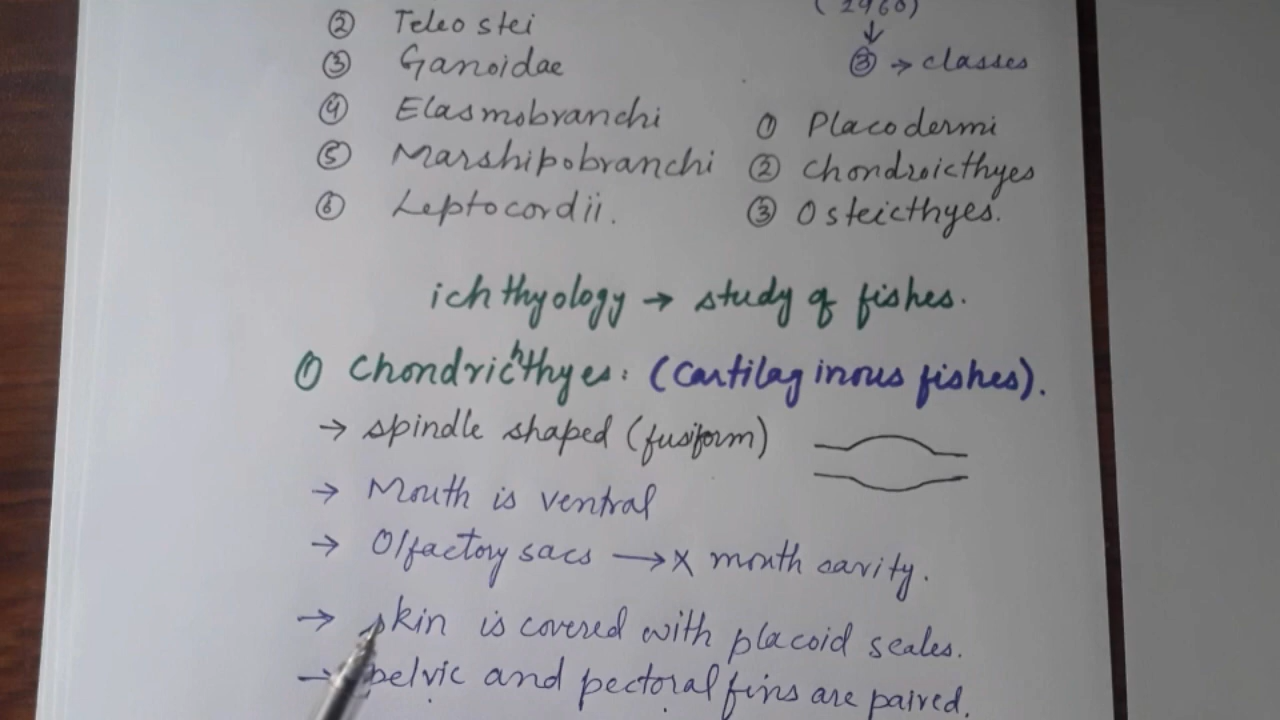 (1960)
② Teleostei
↓
③ Ganoidae
③ → classes
④ Elasmobranchi
① Placodermi
⑤ Marshipobranchi
② Chondroicthyes
⑥ Leptocordii.
③ Osteicthyes.
ichthyology → study of fishes.
① Chondrichthyes: (Cartilaginous fishes).
→ spindle shaped (fusiform)
→ Mouth is ventral
→ Olfactory sacs → x mouth cavity.
→ skin is covered with placoid scales.
→ pelvic and pectoral fins are paired.